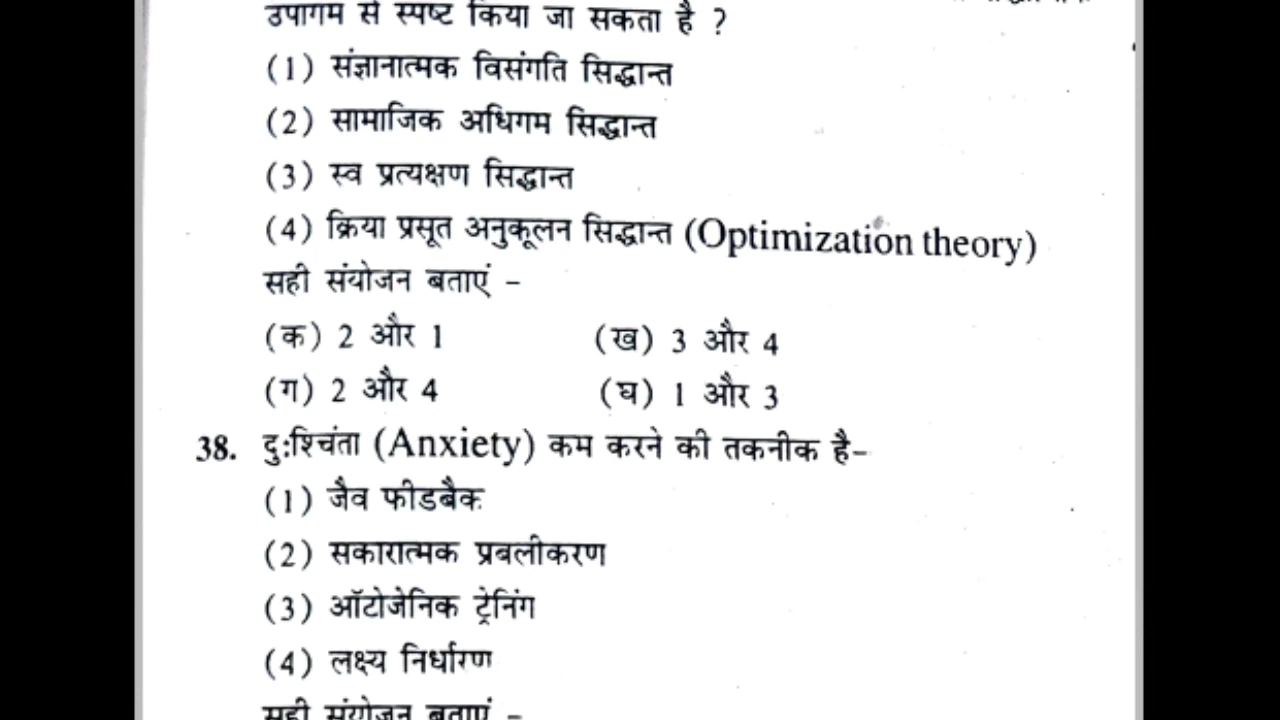 उपागम से स्पष्ट किया जा सकता है ?
(1) संज्ञानात्मक विसंगति सिद्धान्त
(2) सामाजिक अधिगम सिद्धान्त
(3) स्व प्रत्यक्षण सिद्धान्त
(4) क्रिया प्रसूत अनुकूलन सिद्धान्त (Optimization theory)
सही संयोजन बताएं -
(क) 2 और 1 (ख) 3 और 4
(ग) 2 और 4 (घ) 1 और 3
38. दु:श्चिंता (Anxiety) कम करने की तकनीक है-
(1) जैव फीडबैक
(2) सकारात्मक प्रबलीकरण
(3) ऑटोजेनिक ट्रेनिंग
(4) लक्ष्य निर्धारण
सही संयोजन बताएं -